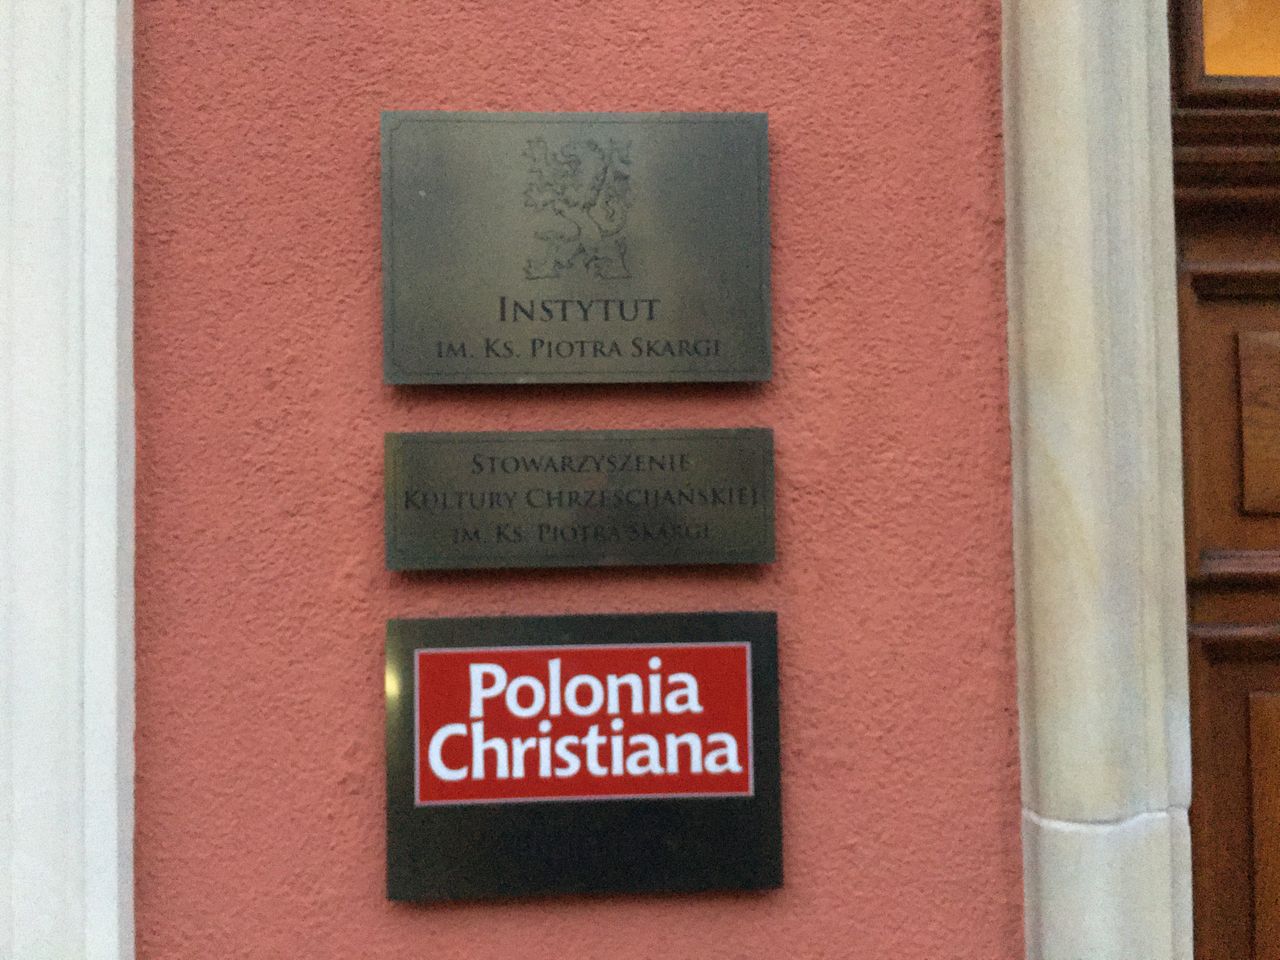 INSTYTUT
IM. KS. PIOTRA SKARGI
STOWARZYSZENIE
KULTURY CHRZEŚCIJAŃSKIEJ
IM. KS. PIOTRA SKARGI
Polonia
Christiana